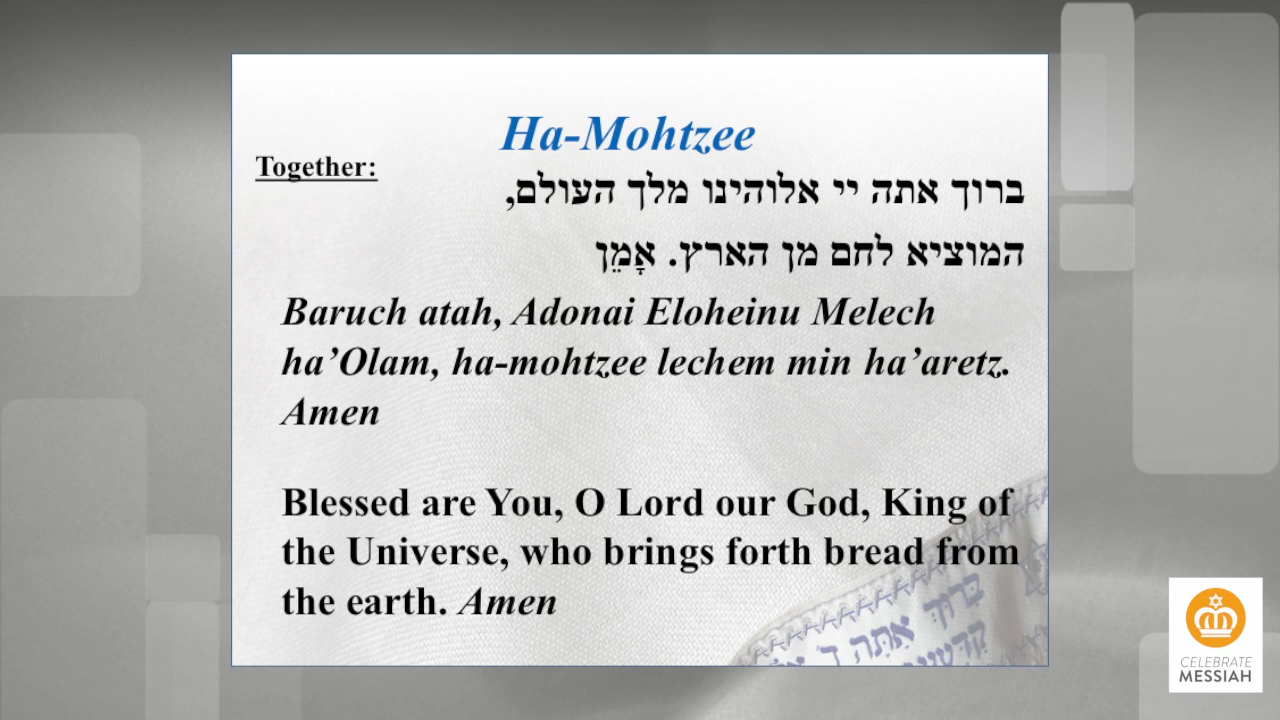 Ha-Mohtzee
Together:
ברוך אתה יי אלוהינו מלך העולם,
המוציא לחם מן הארץ. אָמֵן
Baruch atah, Adonai Eloheinu Melech
ha’Olam, ha-mohtzee lechem min ha’aretz.
Amen
Blessed are You, O Lord our God, King of
the Universe, who brings forth bread from
the earth. Amen
בָּרוּךְ
אַתָּה ד'
CELEBRATE
MESSIAH